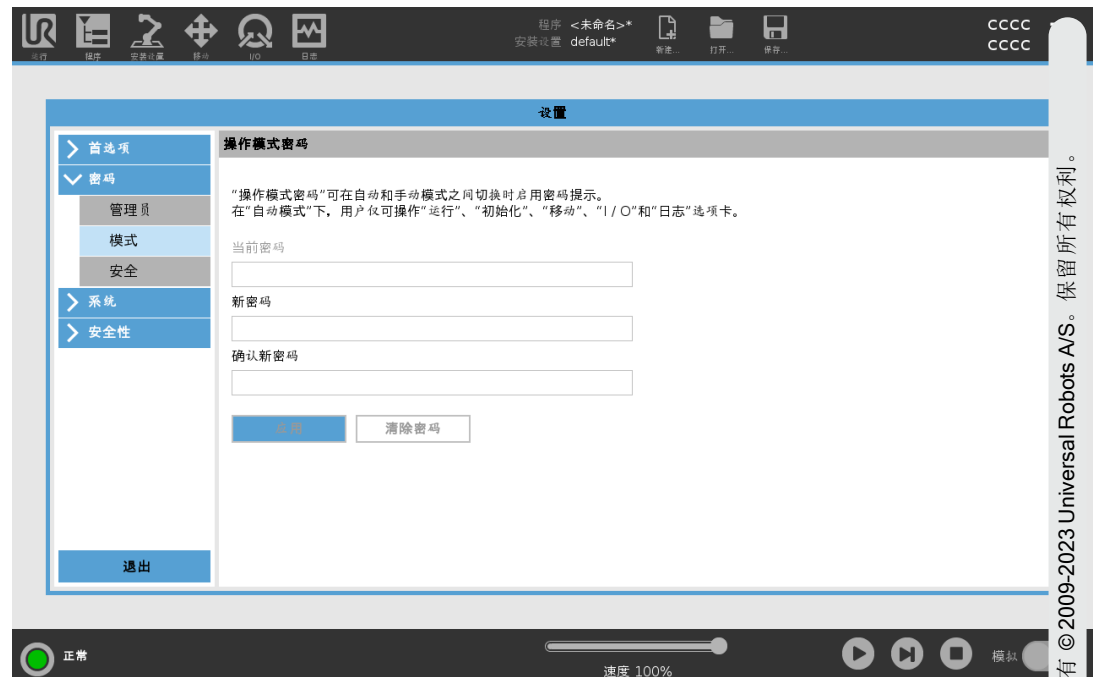 UR
运行
程序
安装设置
移动
I/O
日志
程序 <未命名>*
安装设置 default*
新建...
打开...
保存...
CCCC
CCCC
设置
首选项
密码
管理员
模式
安全
系统
安全性
退出
操作模式密码
“操作模式密码”可在自动和手动模式之间切换时启用密码提示。
在“自动模式”下，用户仅可操作“运行”、“初始化”、“移动”、“I / O”和“日志”选项卡。
当前密码
新密码
确认新密码
应用 清除密码
正常
速度 100%
模拟
有 ©2009-2023 Universal Robots A/S。保留所有权利。